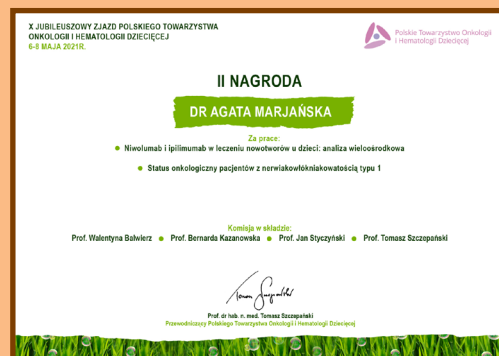 X JUBILEUSZOWY ZJAZD POLSKIEGO TOWARZYSTWA
ONKOLOGII I HEMATOLOGII DZIECIĘCEJ
6-8 MAJA 2021R.
Polskie Towarzystwo Onkologii
i Hematologii Dziecięcej
II NAGRODA
DR AGATA MARJAŃSKA
Za prace:
Niwolumab i ipilimumab w leczeniu nowotworów u dzieci: analiza wieloośrodkowa
Status onkologiczny pacjentów z nerwiakowłókniakowatością typu 1
Komisja w składzie:
Prof. Walentyna Balwierz ● Prof. Bernarda Kazanowska ● Prof. Jan Styczyński ● Prof. Tomasz Szczepański
Prof. dr hab. n. med. Tomasz Szczepański
Przewodniczący Polskiego Towarzystwa Onkologii i Hematologii Dziecięcej